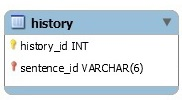 history
history_id INT
sentence_id VARCHAR(6)